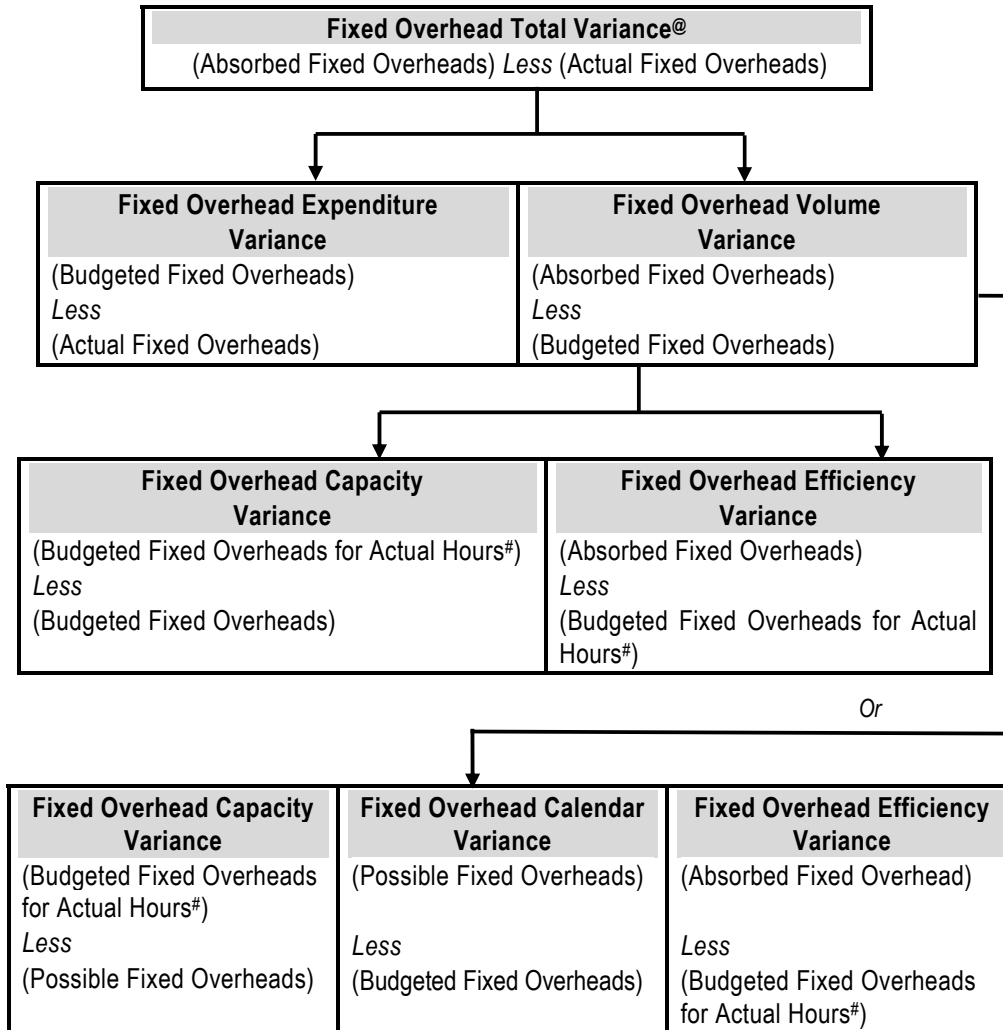 Fixed Overhead Total Variance@
(Absorbed Fixed Overheads) Less (Actual Fixed Overheads)
Fixed Overhead Expenditure
Variance
(Budgeted Fixed Overheads)
Less
(Actual Fixed Overheads)
Fixed Overhead Volume
Variance
(Absorbed Fixed Overheads)
Less
(Budgeted Fixed Overheads)
Fixed Overhead Capacity
Variance
(Budgeted Fixed Overheads for Actual Hours#)
Less
(Budgeted Fixed Overheads)
Fixed Overhead Efficiency
Variance
(Absorbed Fixed Overheads)
Less
(Budgeted Fixed Overheads for Actual
Hours#)
Or
Fixed Overhead Capacity
Variance
(Budgeted Fixed Overheads
for Actual Hours#)
Less
(Possible Fixed Overheads)
Fixed Overhead Calendar
Variance
(Possible Fixed Overheads)
Less
(Budgeted Fixed Overheads)
Fixed Overhead Efficiency
Variance
(Absorbed Fixed Overhead)
Less
(Budgeted Fixed Overheads
for Actual Hours#)